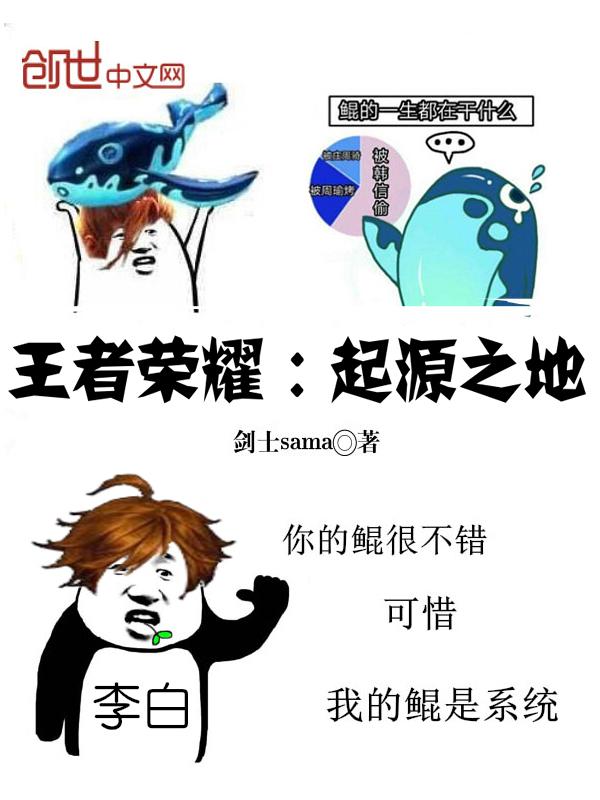 创世中文网
鲲的一生都在干什么
被庄周骑
被韩信偷
被周瑜烤
王者荣耀：起源之地
剑士sama◎著
你的鲲很不错
可惜
李白
我的鲲是系统